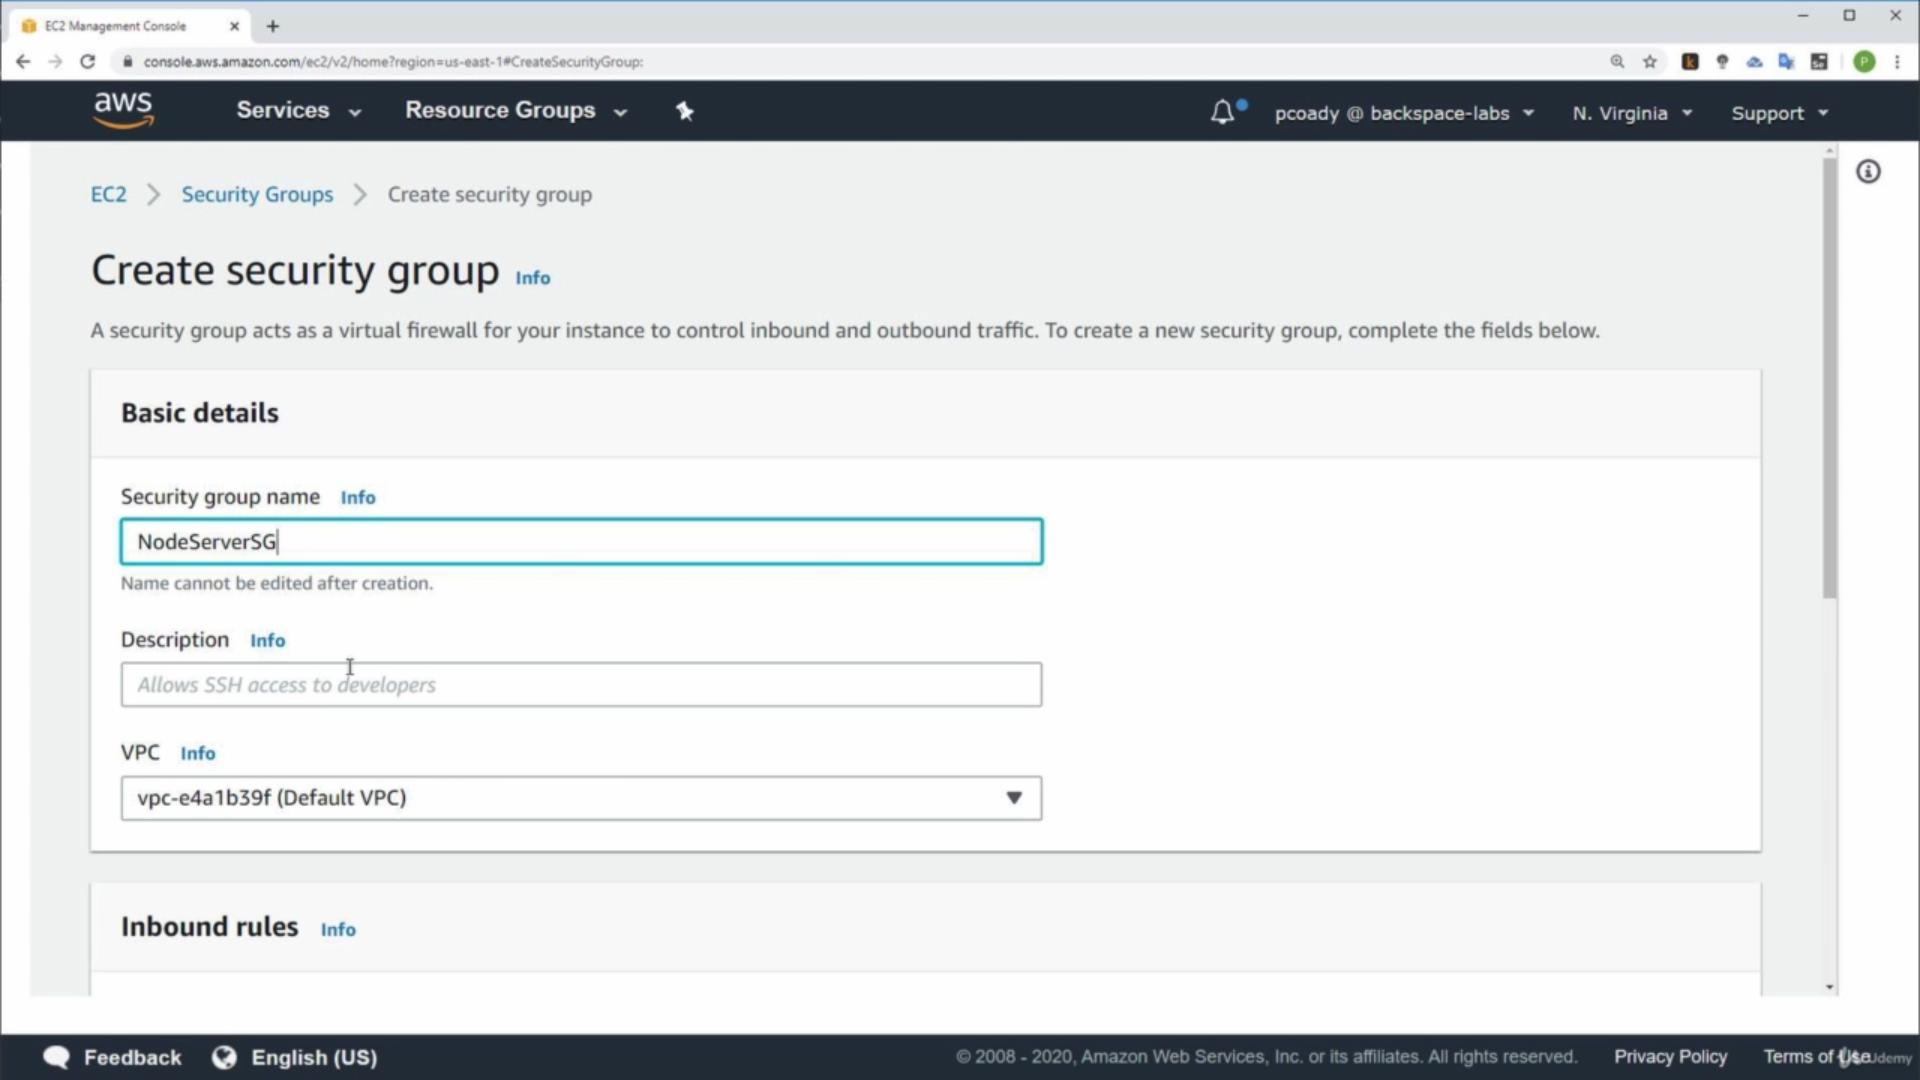 EC2 Management Console
console.aws.amazon.com/ec2/v2/home?region=us-east-1#CreateSecurityGroup:
P
aws Services Resource Groups pcoady @ backspace-labs N. Virginia Support
EC2 Security Groups Create security group
Create security group Info
A security group acts as a virtual firewall for your instance to control inbound and outbound traffic. To create a new security group, complete the fields below.
Basic details
Security group name Info
NodeServerSG
Name cannot be edited after creation.
Description Info
Allows SSH access to developers
VPC Info
vpc-e4a1b39f (Default VPC)
Inbound rules Info
Feedback English (US) © 2008 - 2020, Amazon Web Services, Inc. or its affiliates. All rights reserved. Privacy Policy Terms of Use
Udemy